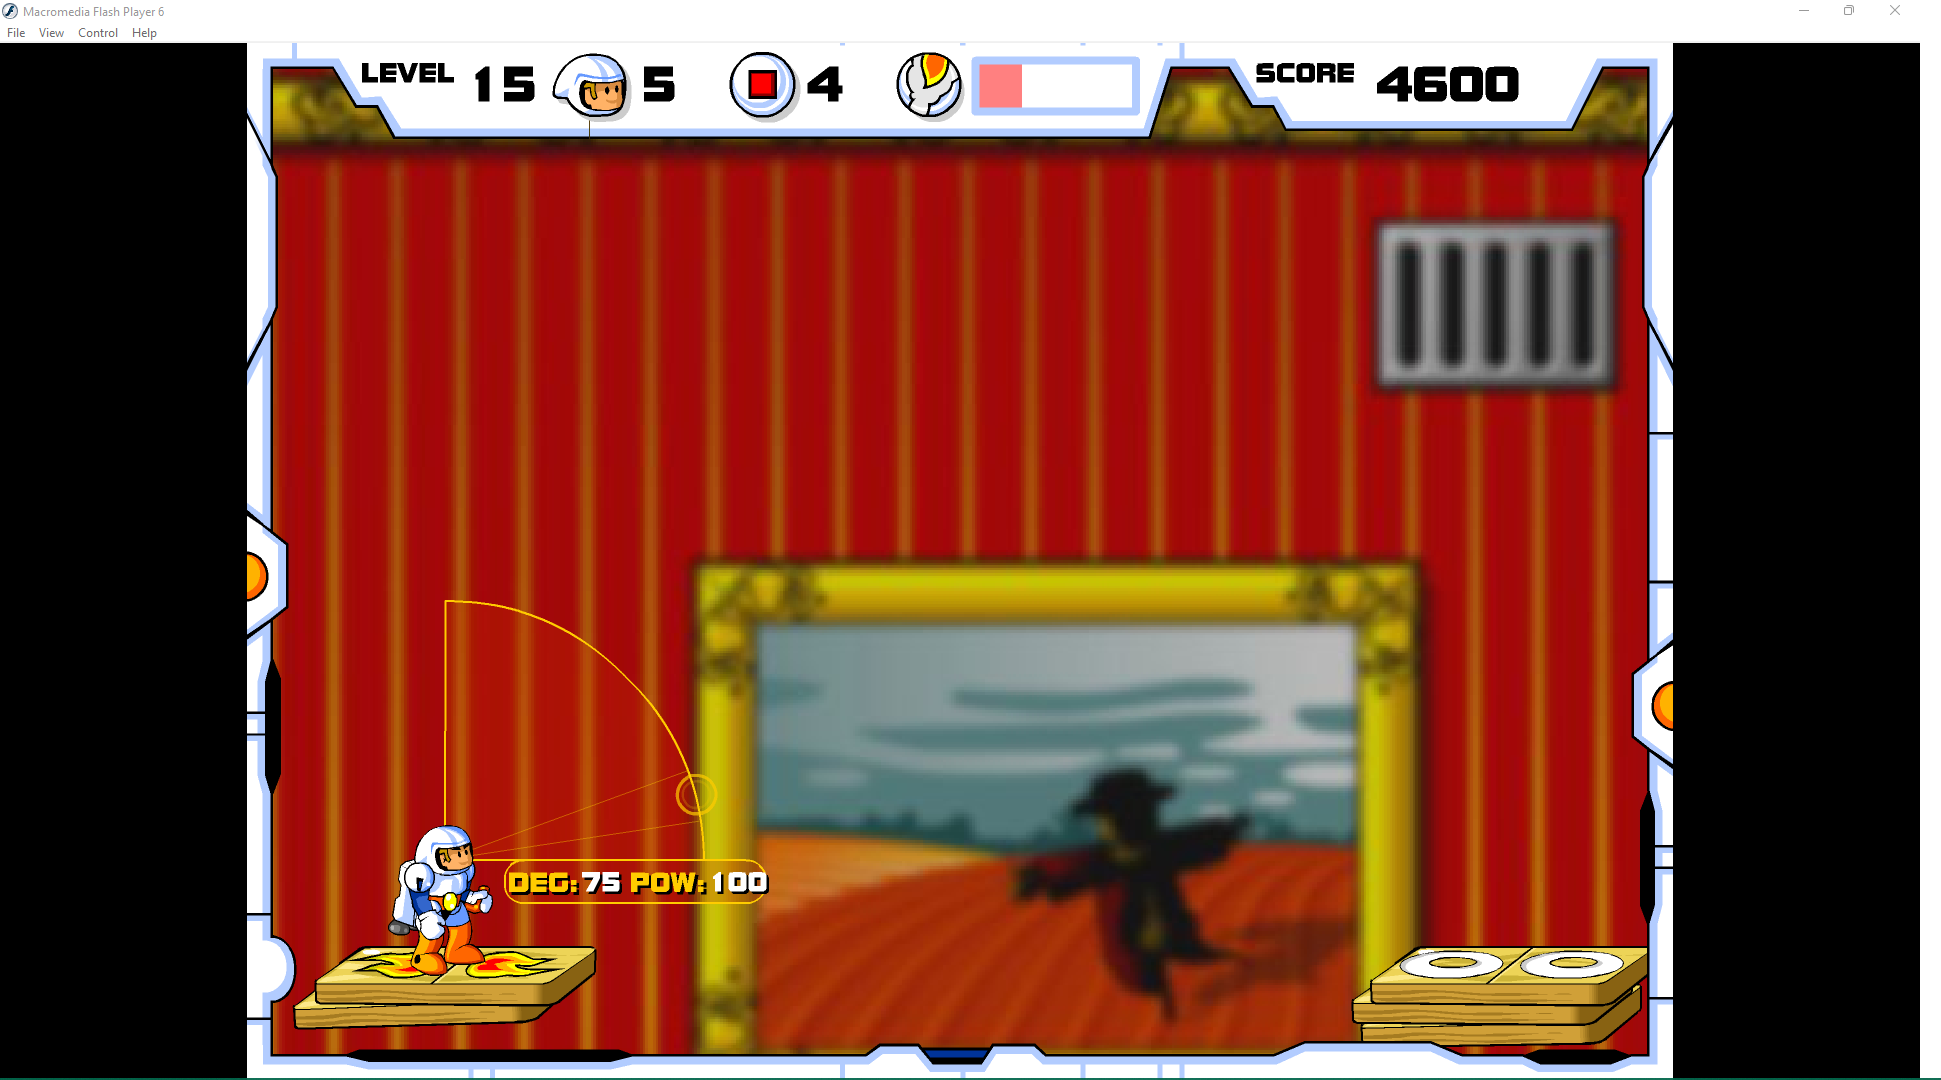 Macromedia Flash Player 6
File View Control Help
LEVEL 15 5 4 SCORE 4600
DEG: 75 POW: 100